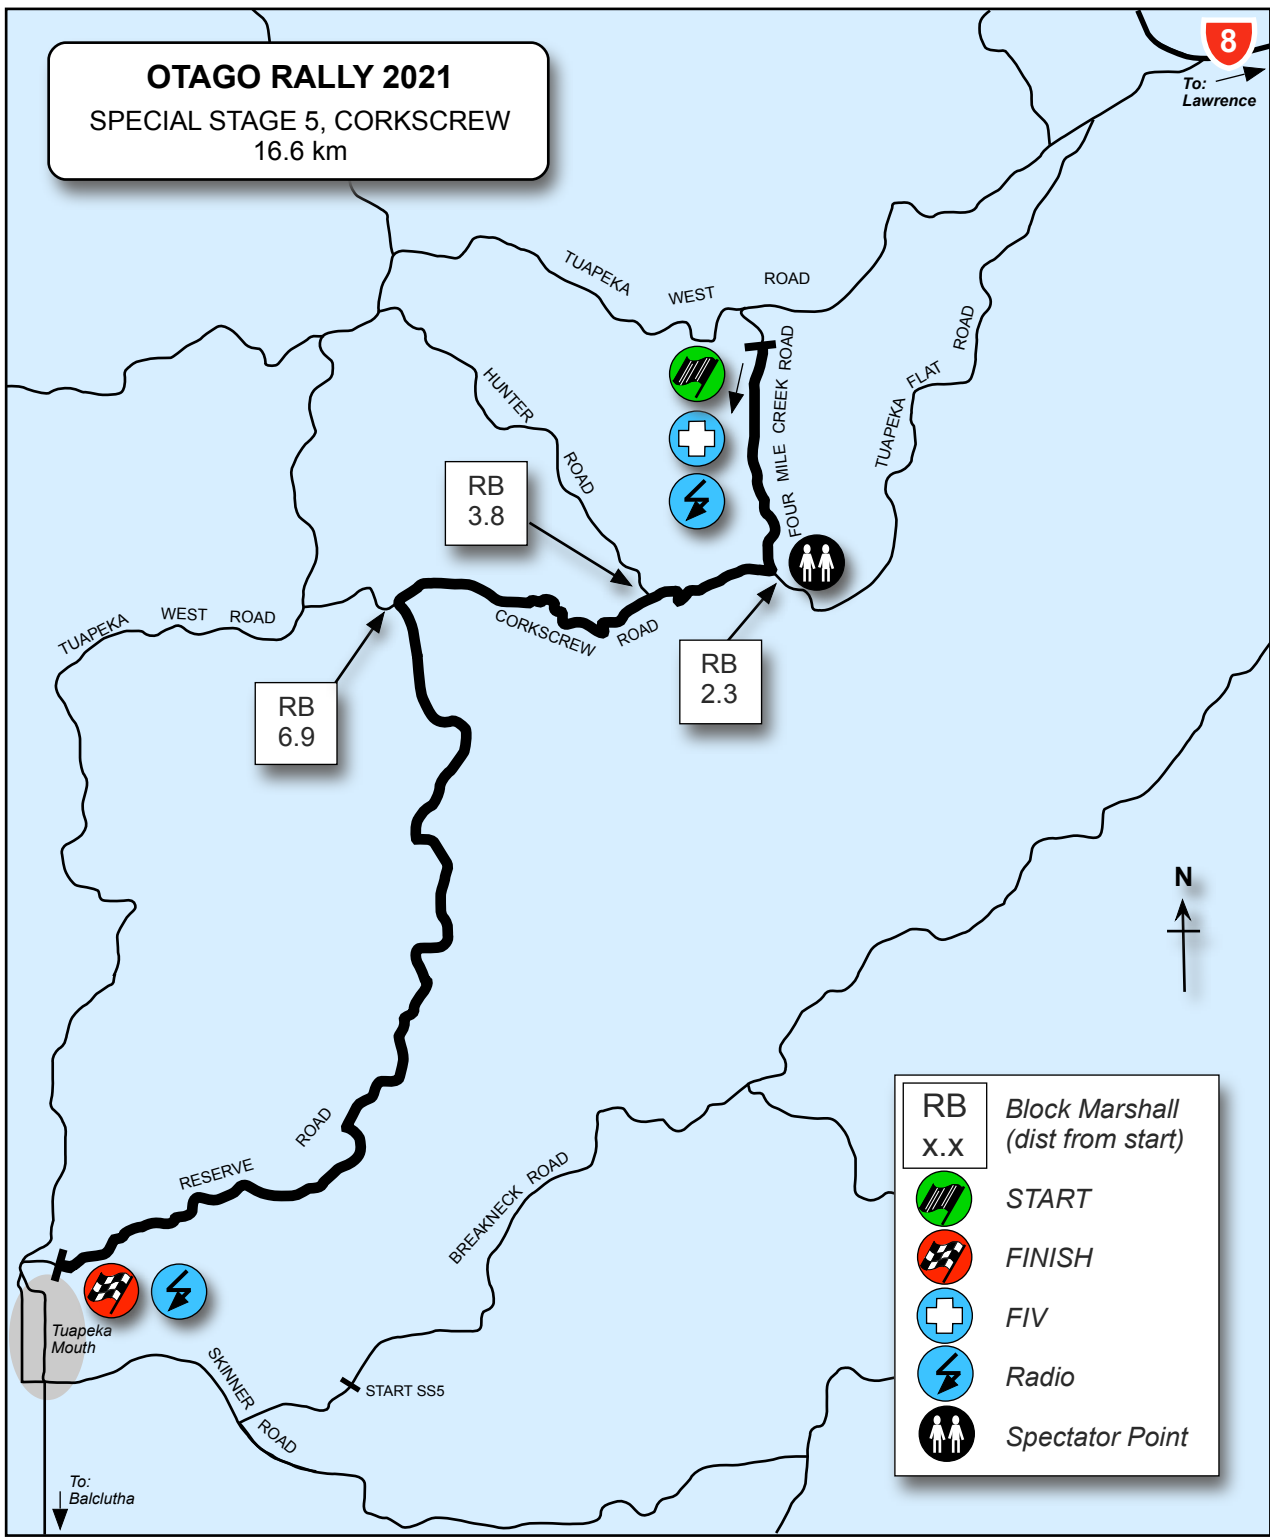 OTAGO RALLY 2021
SPECIAL STAGE 5, CORKSCREW
16.6 km
8
To:
Lawrence
TUAPEKA
WEST
ROAD
FOUR MILE CREEK ROAD
TUAPEKA
FLAT
ROAD
HUNTER
ROAD
RB
3.8
TUAPEKA
WEST
ROAD
CORKSCREW
ROAD
RB
2.3
RB
6.9
N
RESERVE
ROAD
BREAKNECK ROAD
Tuapeka
Mouth
SKINNER
ROAD
START SS5
To:
Balclutha
RB
x.x
Block Marshall
(dist from start)
START
FINISH
FIV
Radio
Spectator Point